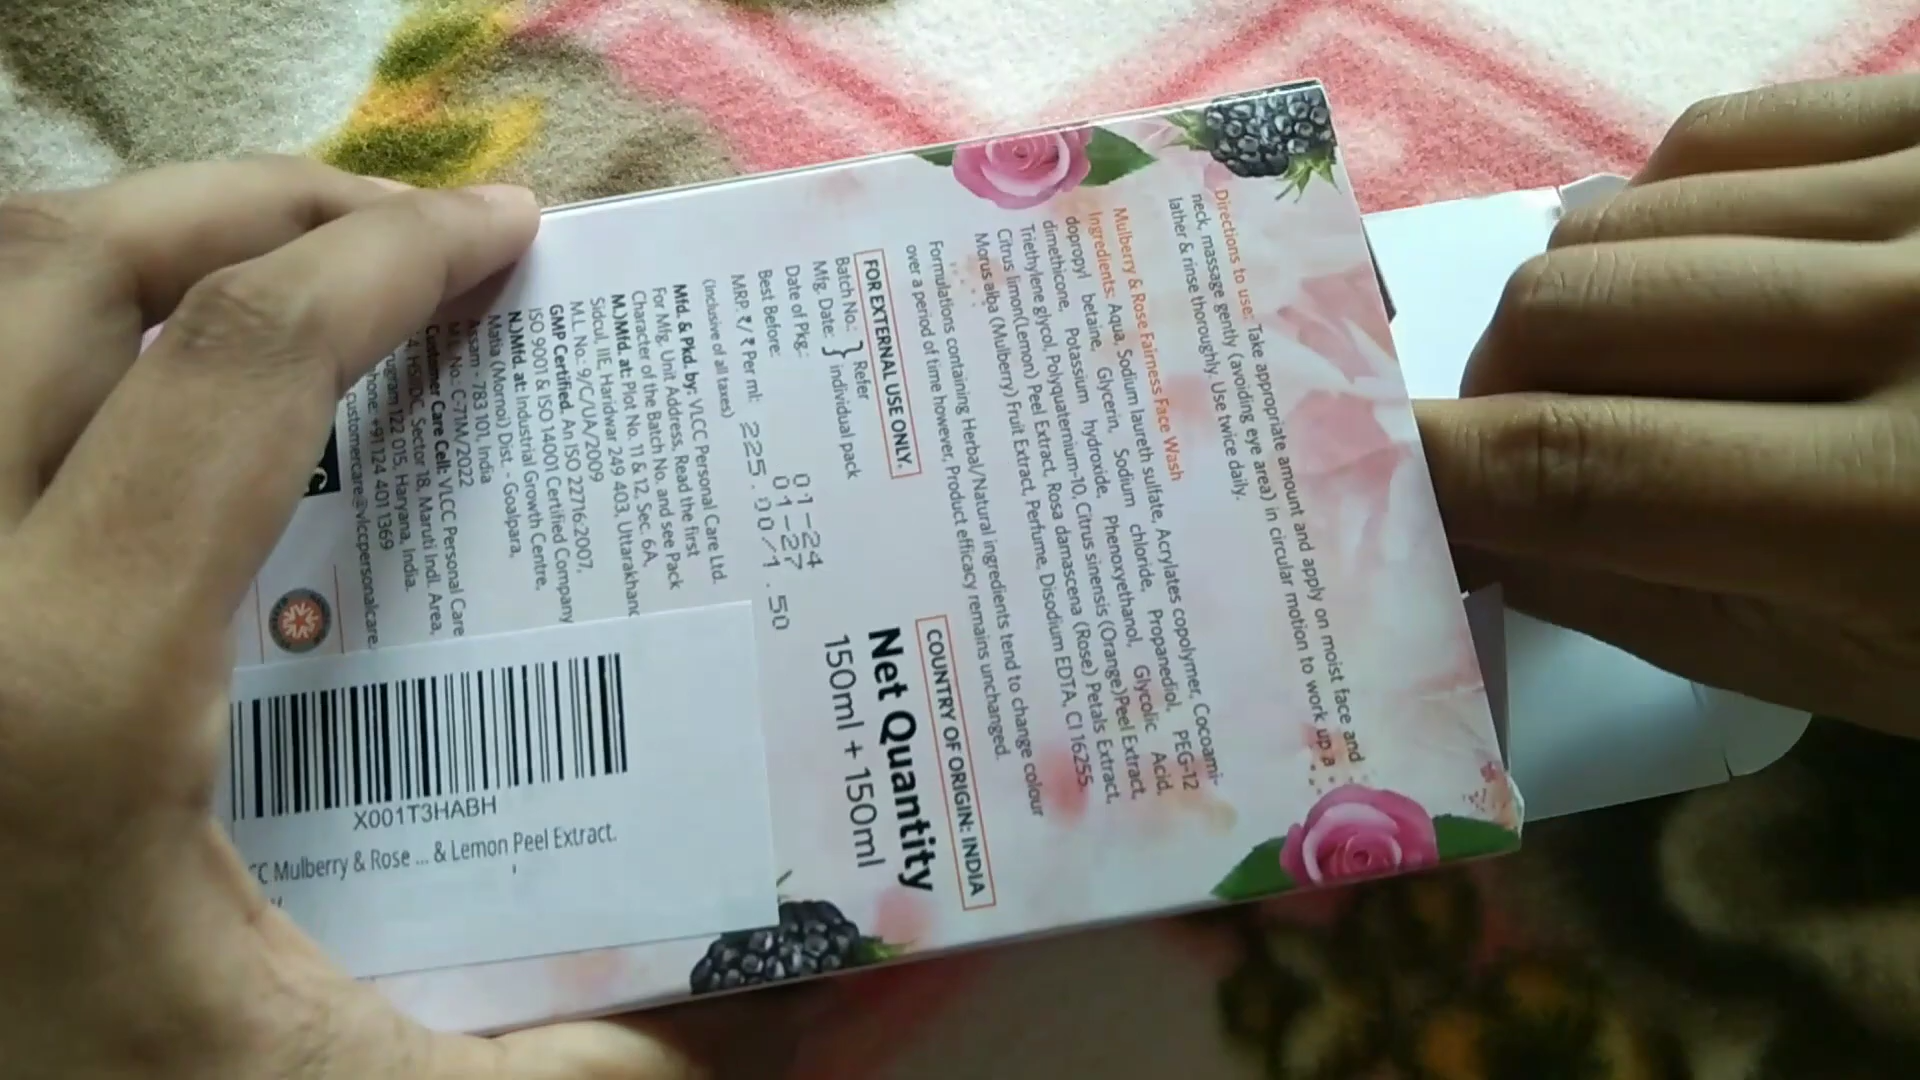 Directions to use: Take appropriate amount and apply on moist face and
neck, massage gently (avoiding eye area) in circular motion to work up a
lather & rinse thoroughly. Use twice daily.
Mulberry & Rose Fairness Face Wash
Ingredients: Aqua, Sodium laureth sulfate, Acrylates copolymer, Cocoami-
dopropyl betaine, Glycerin, Sodium chloride, Propanediol, PEG-12
dimethicone, Potassium hydroxide, Phenoxyethanol, Glycolic Acid,
Triethylene glycol, Polyquaternium-10, Citrus sinensis (Orange)Peel Extract,
Citrus limon(Lemon) Peel Extract, Rosa damascena (Rose) Petals Extract,
Morus alba (Mulberry) Fruit Extract, Perfume, Disodium EDTA, CI 16255.
Formulations containing Herbal/Natural ingredients tend to change colour
over a period of time however, Product efficacy remains unchanged.
FOR EXTERNAL USE ONLY.
COUNTRY OF ORIGIN: INDIA
Batch No.: } Refer
Mfg. Date: } individual pack
Date of Pkg.: 01-24
Best Before: 01-27
MRP: ₹/ ₹ Per ml: 225.00/1.50
(Inclusive of all taxes)
Net Quantity
150ml + 150ml
Mfd. & Pkd. by: VLCC Personal Care Ltd.
For Mfg. Unit Address, Read the first
Character of the Batch No. and see Pack
M.)Mfd. at: Plot No. 11 & 12, Sec. 6A,
Sidcul, IIE, Haridwar 249 403, Uttarakhand
M.L. No.: 9/C/UA/2009
GMP Certified. An ISO 22716:2007,
ISO 9001 & ISO 14001 Certified Company
N.)Mfd. at: Industrial Growth Centre,
Matia (Mornoi) Dist. - Goalpara,
Assam - 783 101, India
M.L. No.: C-71M/2022
Customer Care Cell: VLCC Personal Care
HSIIDC, Sector 18, Maruti Indl. Area,
122 015, Haryana, India.
+91 124 401 1369
customercare@vlccpersonalcare.
X001T3HABH
Mulberry & Rose ... & Lemon Peel Extract.